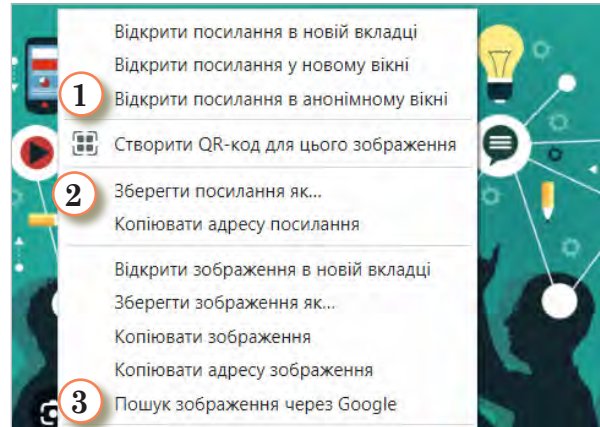 Відкрити посилання в новій вкладці
Відкрити посилання у новому вікні
1 Відкрити посилання в анонімному вікні
Створити QR-код для цього зображення
2 Зберегти посилання як...
Копіювати адресу посилання
Відкрити зображення в новій вкладці
Зберегти зображення як...
Копіювати зображення
Копіювати адресу зображення
3 Пошук зображення через Google